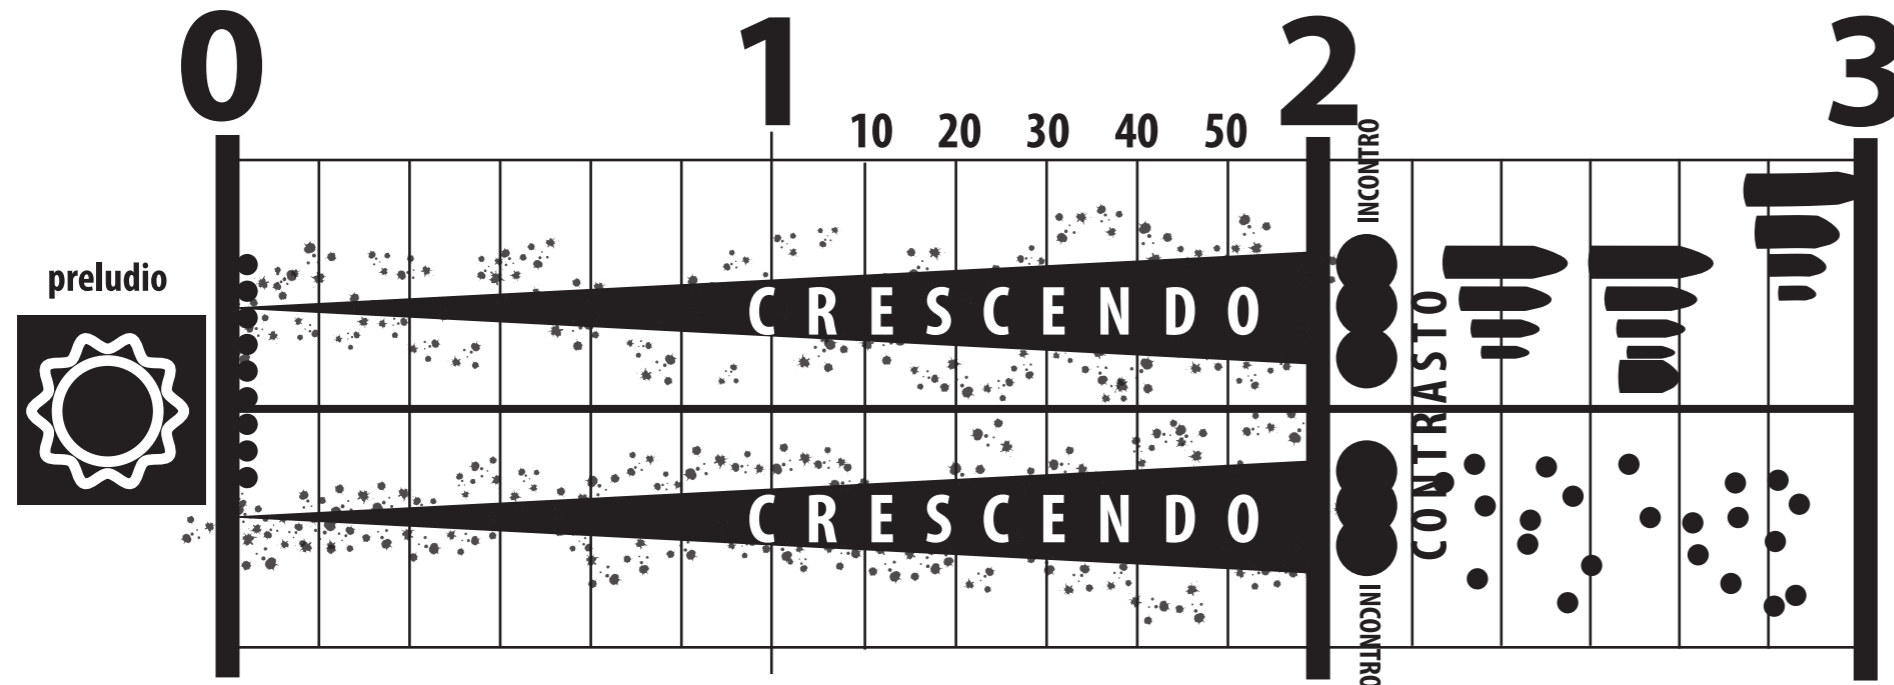 0 1 2 3
10 20 30 40 50
preludio
CRESCENDO
INCONTRO
CONTRASTO
CRESCENDO
INCONTRO